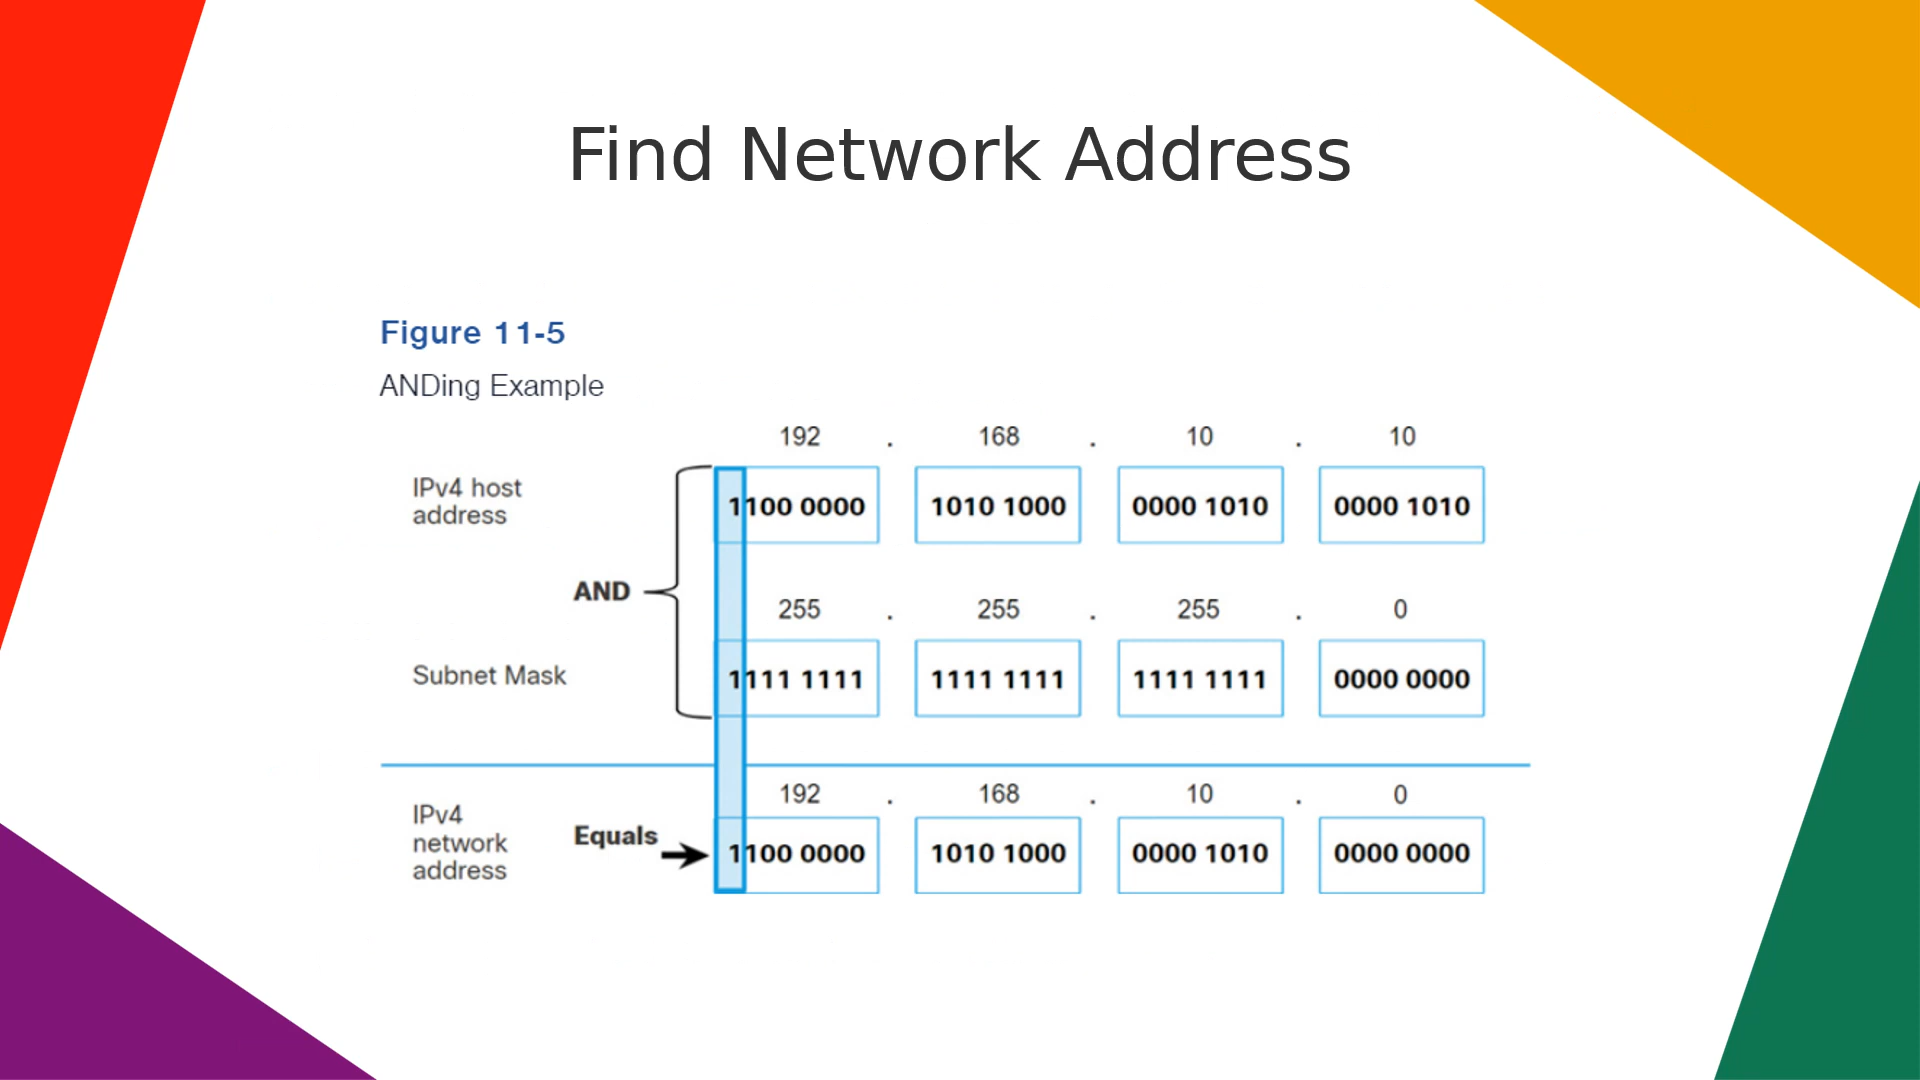 Find Network Address
Figure 11-5
ANDing Example
192 . 168 . 10 . 10
IPv4 host
address
1100 0000 1010 1000 0000 1010 0000 1010
AND
255 . 255 . 255 . 0
Subnet Mask
1111 1111 1111 1111 1111 1111 0000 0000
192 . 168 . 10 . 0
IPv4
network
address
Equals
1100 0000 1010 1000 0000 1010 0000 0000